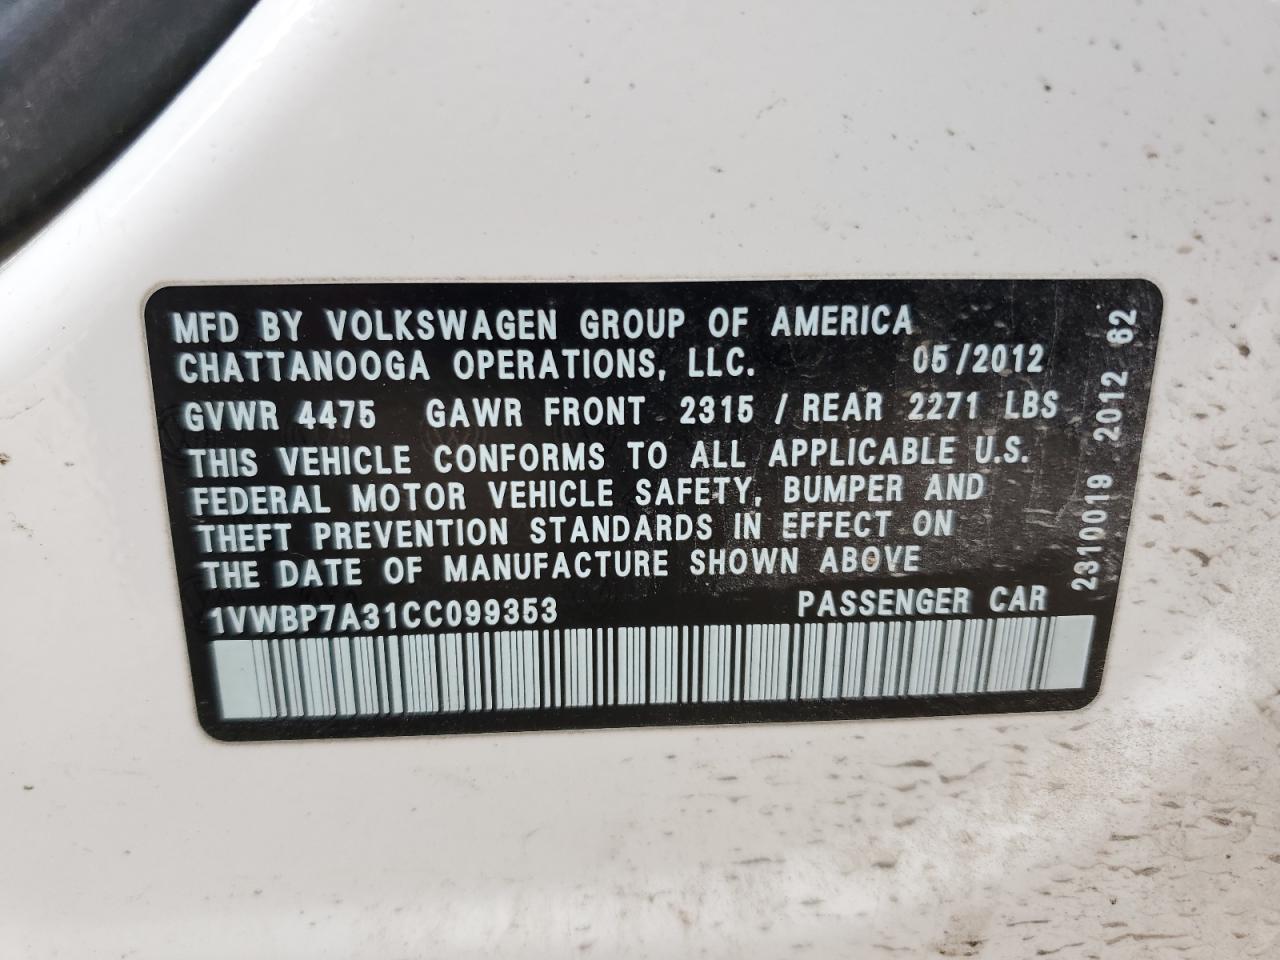 MFD BY VOLKSWAGEN GROUP OF AMERICA
CHATTANOOGA OPERATIONS, LLC. 05/2012
GVWR 4475 GAWR FRONT 2315 / REAR 2271 LBS
THIS VEHICLE CONFORMS TO ALL APPLICABLE U.S.
FEDERAL MOTOR VEHICLE SAFETY, BUMPER AND
THEFT PREVENTION STANDARDS IN EFFECT ON
THE DATE OF MANUFACTURE SHOWN ABOVE
1VWBP7A31CC099353 PASSENGER CAR
2310019 2012 62